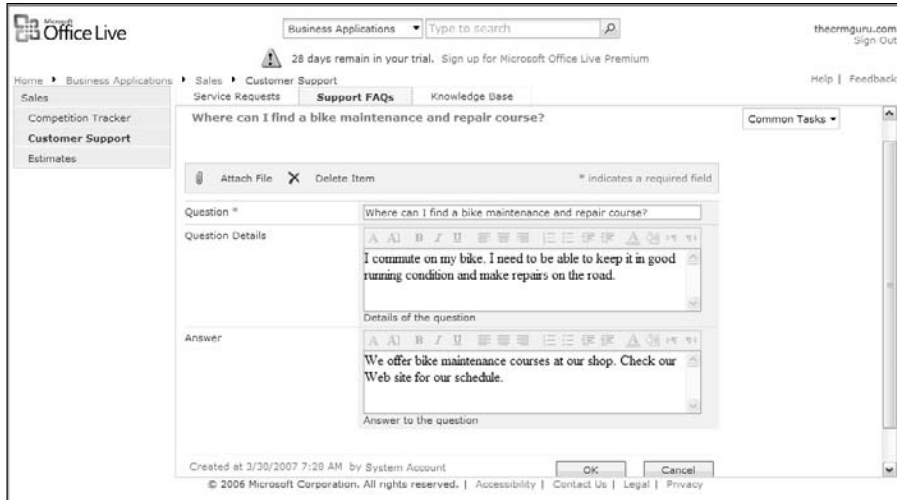 Microsoft
Office Live
Business Applications
Type to search
theermguru.com
Sign Out
28 days remain in your trial. Sign up for Microsoft Office Live Premium
Home Business Applications Sales Customer Support
Help | Feedback
Sales
Competition Tracker
Customer Support
Estimates
Service Requests
Support FAQs
Knowledge Base
Where can I find a bike maintenance and repair course?
Common Tasks
Attach File
Delete Item
* indicates a required field
Question *
Where can I find a bike maintenance and repair course?
Question Details
A A B I U
I commute on my bike. I need to be able to keep it in good
running condition and make repairs on the road.
Details of the question
Answer
A A B I U
We offer bike maintenance courses at our shop. Check our
Web site for our schedule.
Answer to the question
Created at 3/30/2007 7:28 AM by System Account
OK
Cancel
© 2006 Microsoft Corporation. All rights reserved. | Accessibility | Contact Us | Legal | Privacy